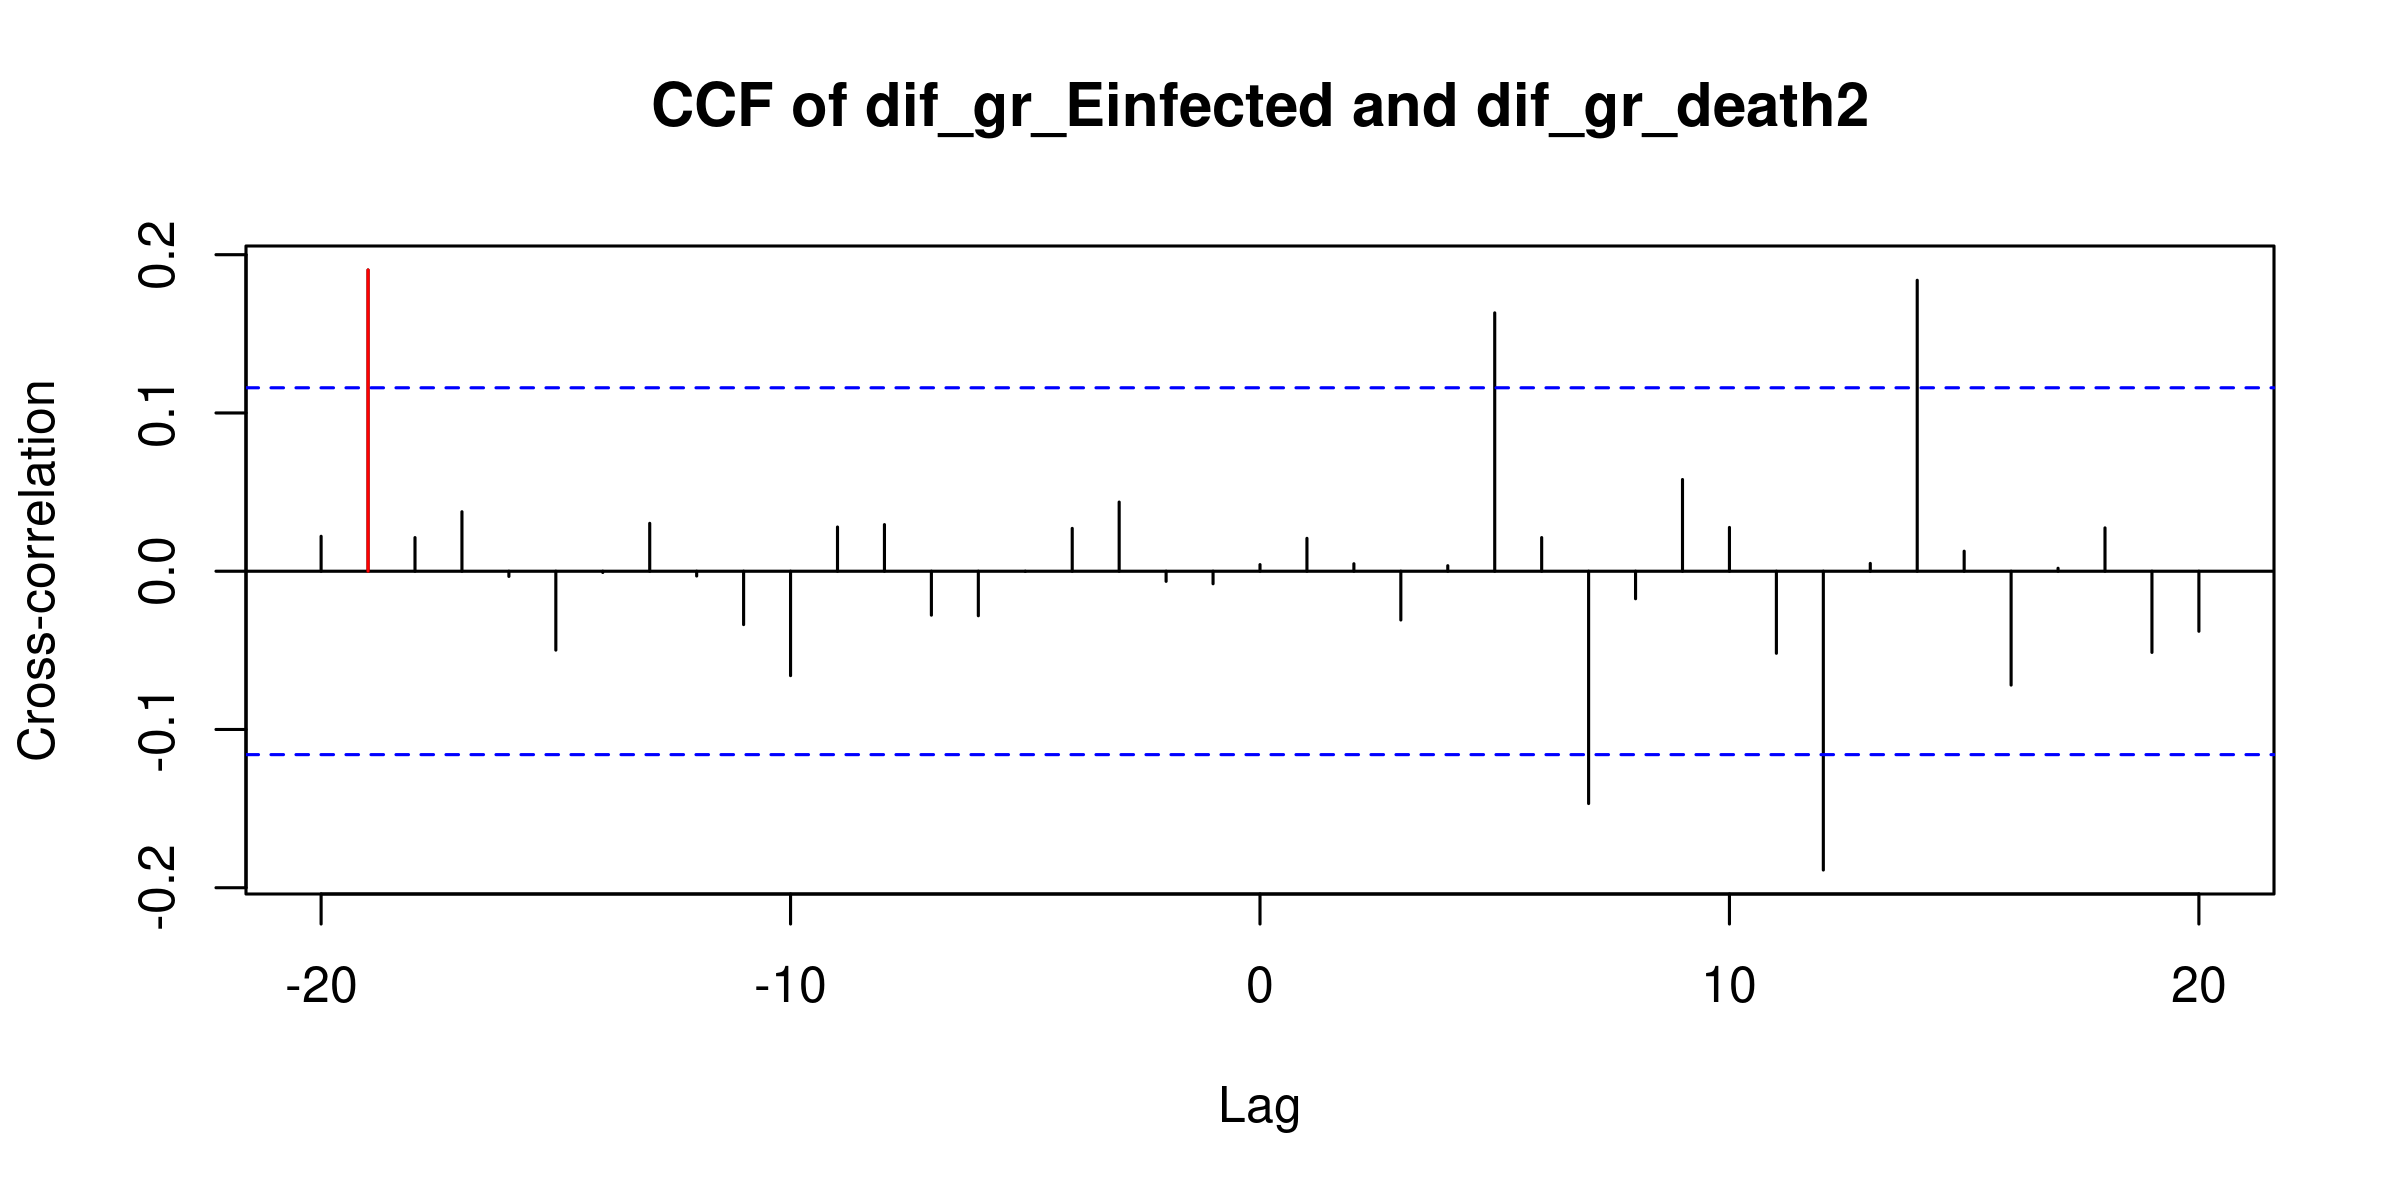 CCF of dif_gr_Einfected and dif_gr_death2
Cross-correlation
0.2
0.1
0.0
-0.1
-0.2
-20 -10 0 10 20
Lag